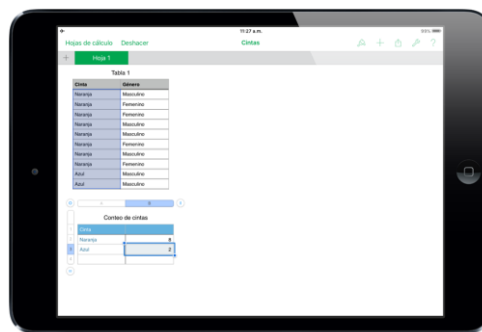 11:27 a.m.
Hojas de cálculo Deshacer Cintas
Hoja 1
Tabla 1
Cinta Género
Naranja Masculino
Naranja Femenino
Naranja Masculino
Naranja Masculino
Naranja Masculino
Naranja Femenino
Naranja Masculino
Naranja Femenino
Azul Masculino
Azul Masculino
Conteo de cintas
Cinta
Naranja 8
Azul 2